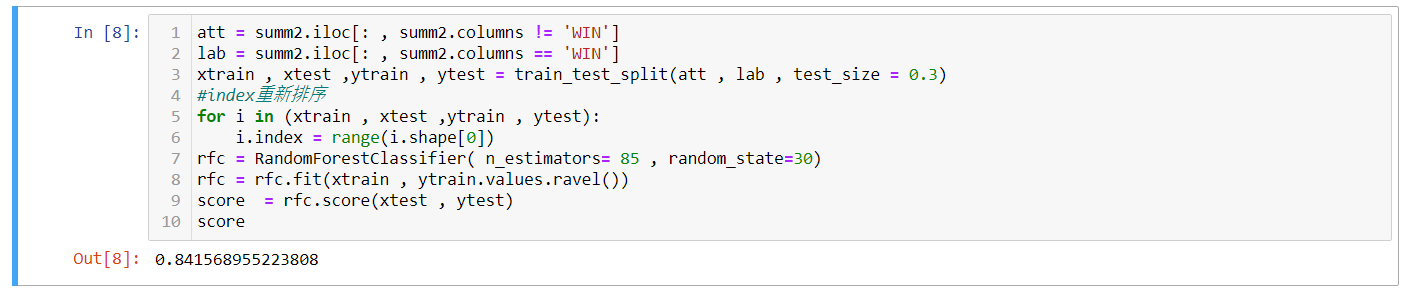 In [8]:
1 att = summ2.iloc[: , summ2.columns != 'WIN']
2 lab = summ2.iloc[: , summ2.columns == 'WIN']
3 xtrain , xtest ,ytrain , ytest = train_test_split(att , lab , test_size = 0.3)
4 #index重新排序
5 for i in (xtrain , xtest ,ytrain , ytest):
6     i.index = range(i.shape[0])
7 rfc = RandomForestClassifier( n_estimators= 85 , random_state=30)
8 rfc = rfc.fit(xtrain , ytrain.values.ravel())
9 score  = rfc.score(xtest , ytest)
10 score
Out[8]: 0.841568955223808